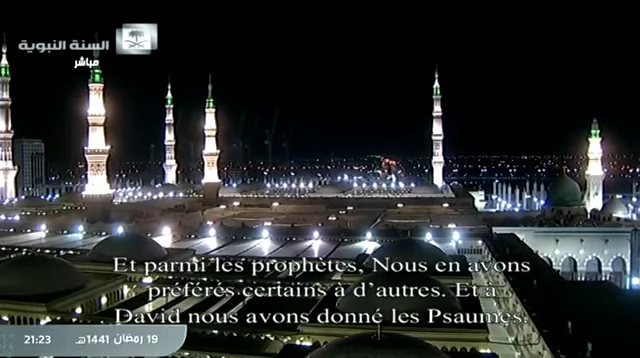 السنة النبوية
مباشر
Et parmi les prophètes, Nous en avons
préférés certains à d'autres. Et à
David nous avons donné les Psaumes.
21:23 19 رمضان 1441هـ